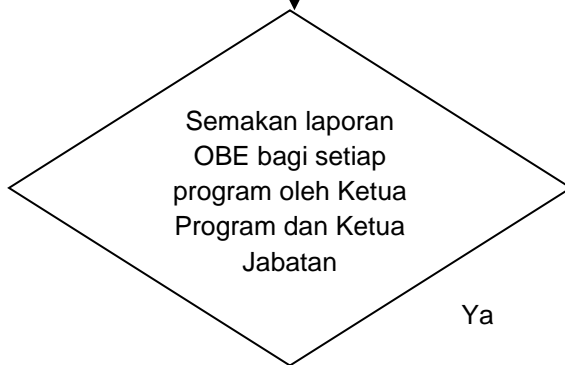 Semakan laporan
OBE bagi setiap
program oleh Ketua
Program dan Ketua
Jabatan
Ya